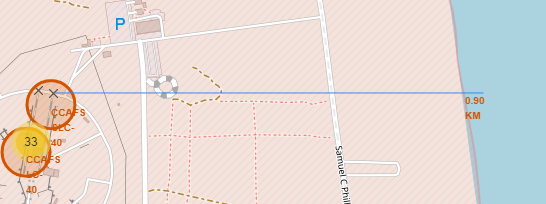 P
0.90
KM
CCAFS
SLC-
40
33
CCAFS
LC-
40
Samuel C Phill